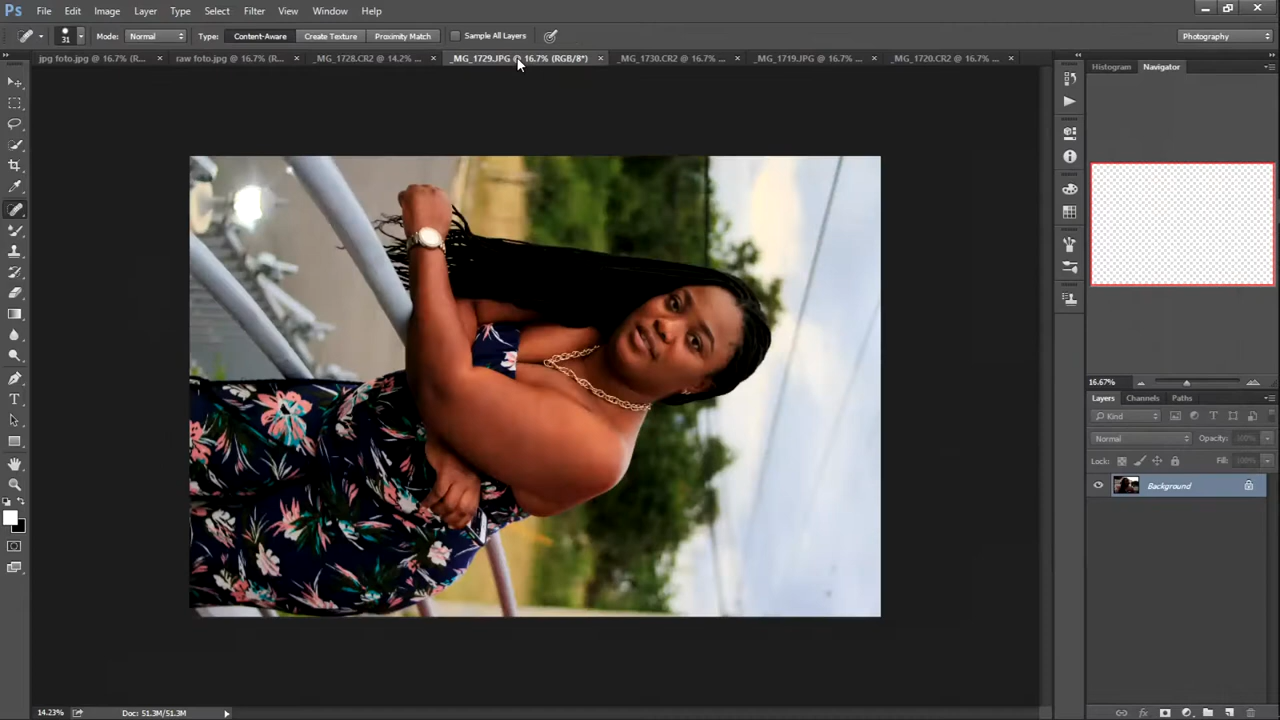 Ps File Edit Image Layer Type Select Filter View Window Help
31 Mode: Normal Type: Content-Aware Create Texture Proximity Match Sample All Layers Photography
jpg foto.jpg @ 16.7% (R... × raw foto.jpg @ 16.7% (R... × _MG_1728.CR2 @ 14.2% ... × _MG_1729.JPG @ 16.7% (RGB/8*) × _MG_1730.CR2 @ 16.7% ... × _MG_1719.JPG @ 16.7% ... × _MG_1720.CR2 @ 16.7% ... ×
Histogram Navigator
16.67%
Layers Channels Paths
Kind
Normal Opacity: 100%
Lock: Fill: 100%
Background
14.23% Doc: 51.3M/51.3M